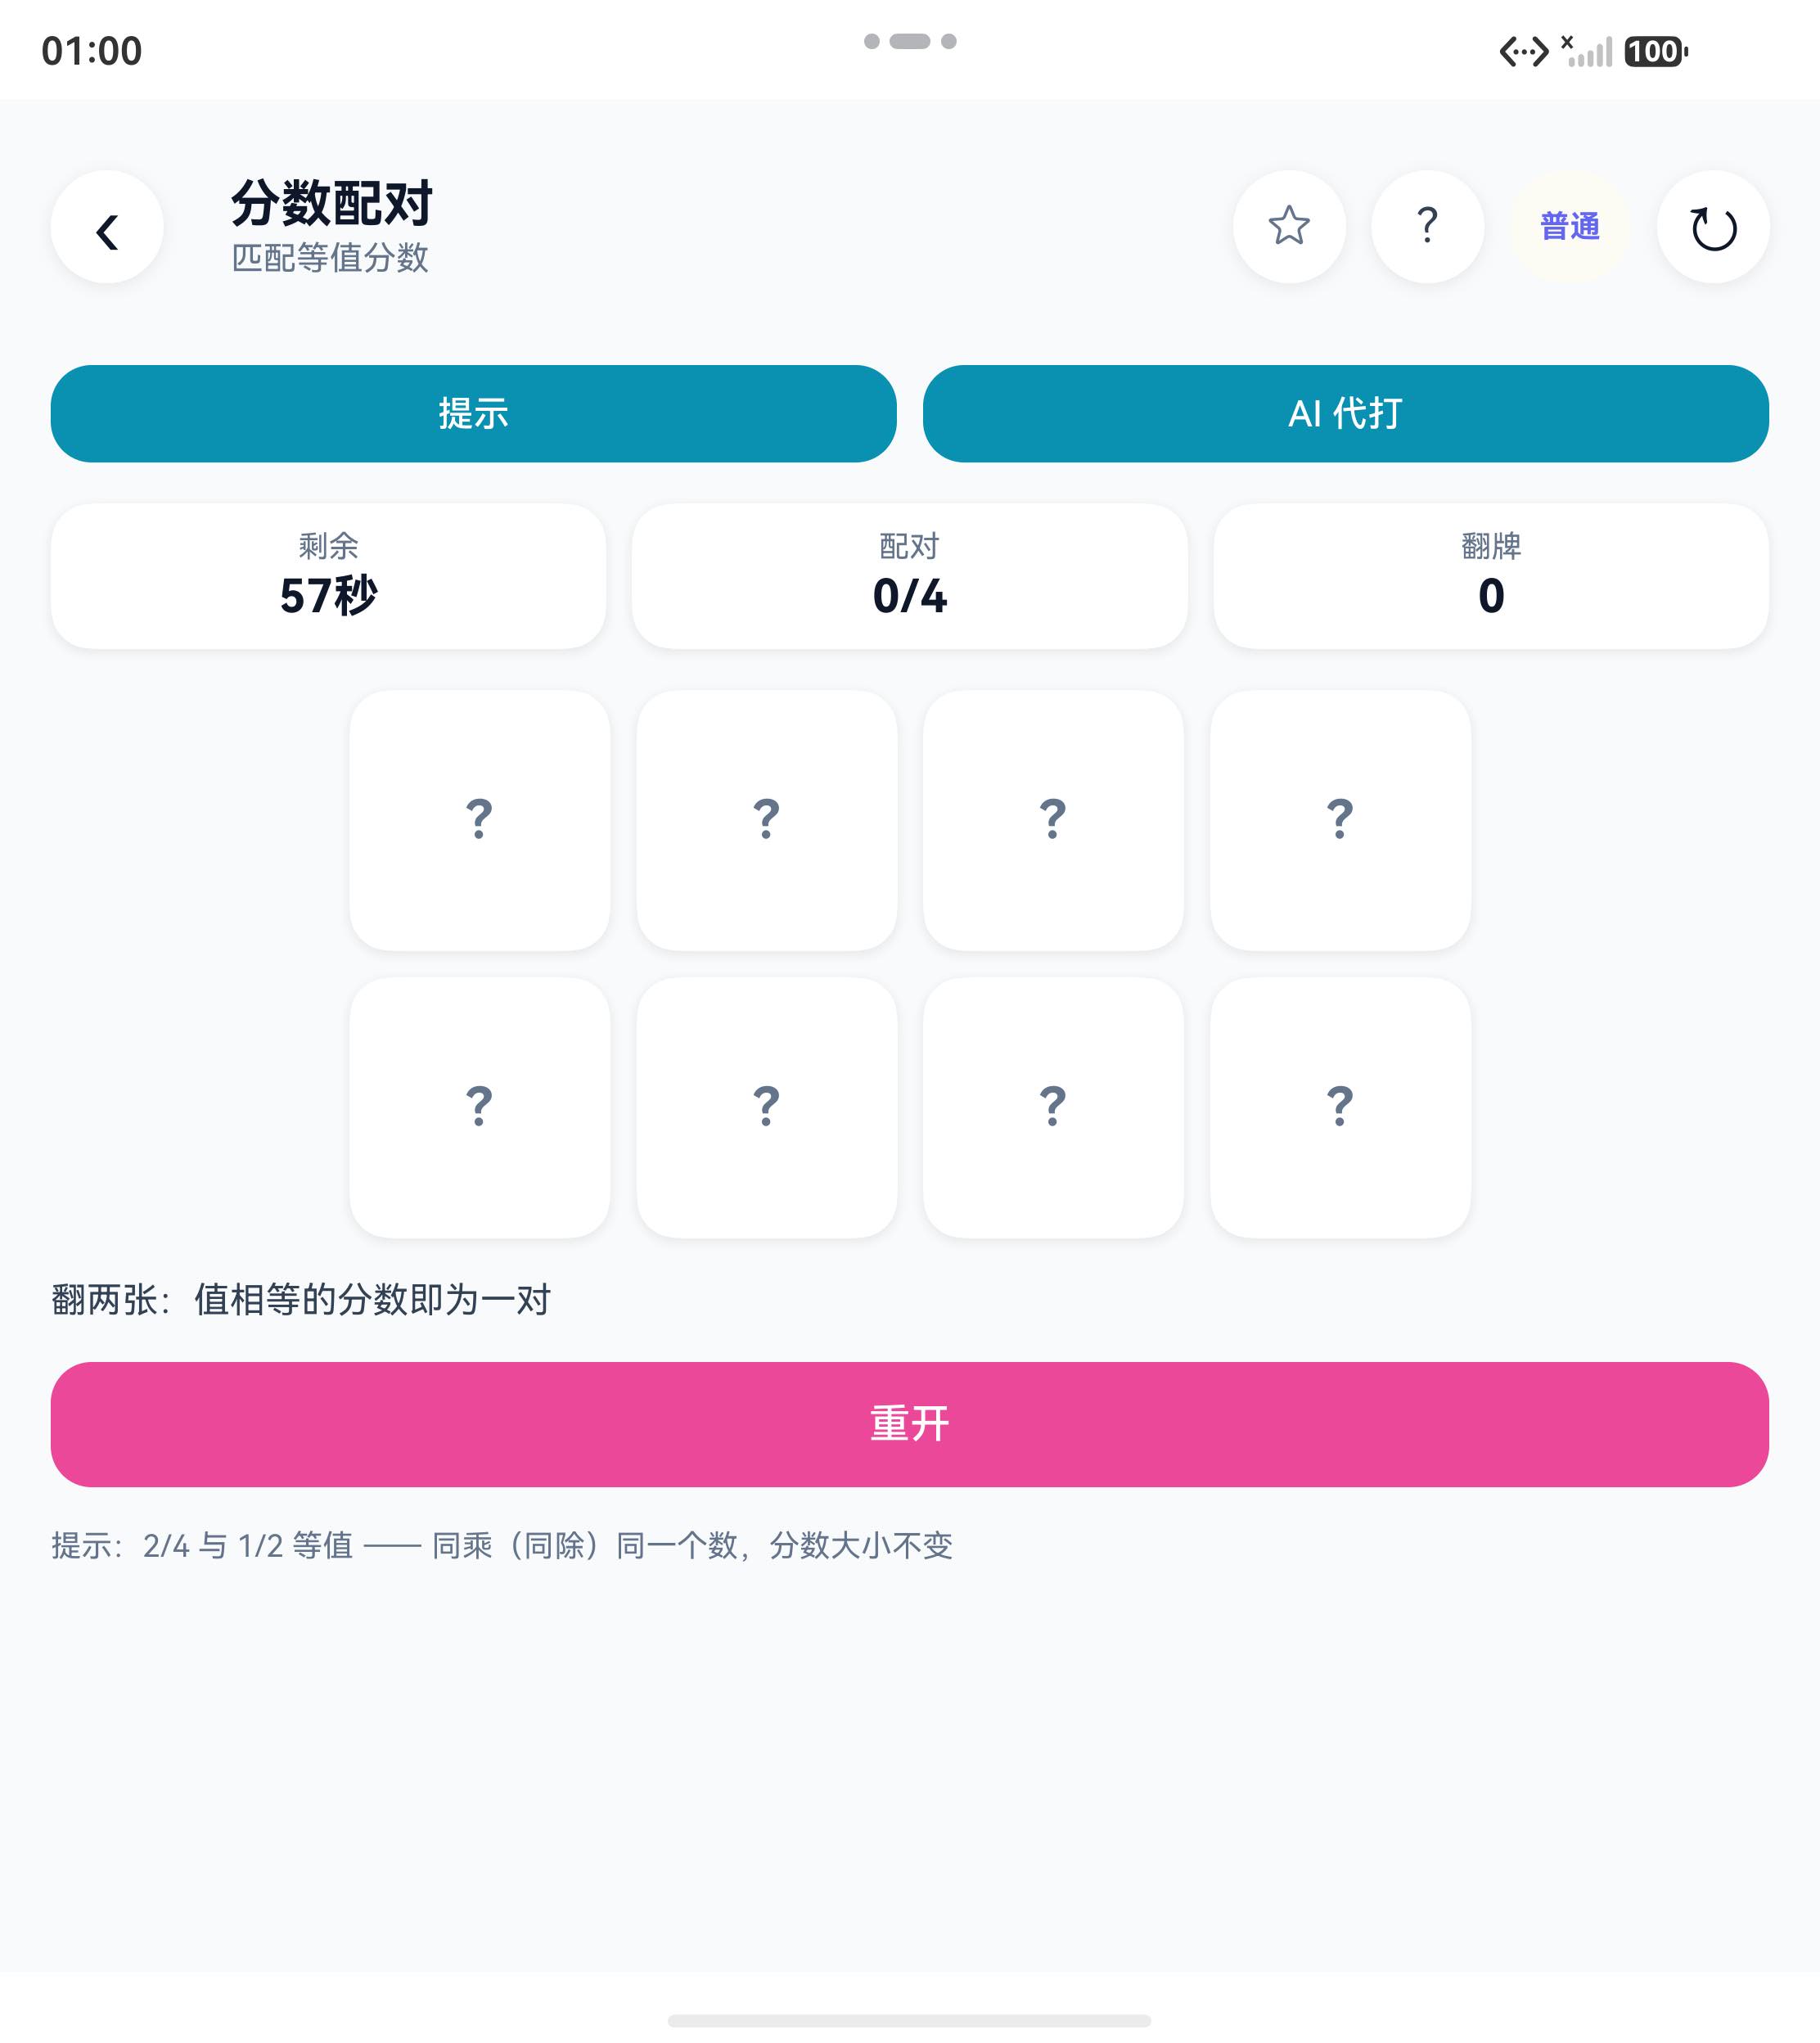 01:00
100
分数配对
匹配等值分数
?
普通
提示
AI 代打
剩余
57秒
配对
0/4
翻牌
0
? ? ? ?
? ? ? ?
翻两张：值相等的分数即为一对
重开
提示：2/4 与 1/2 等值 —— 同乘（同除）同一个数，分数大小不变